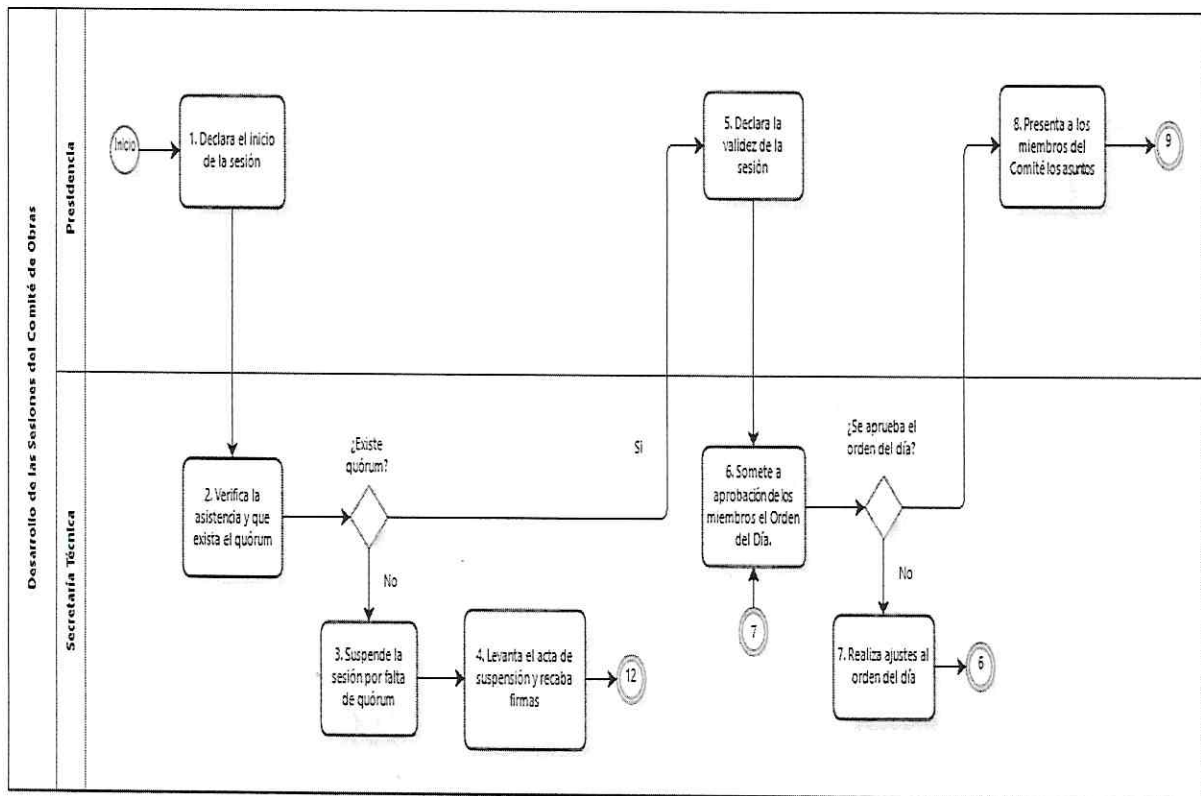 Desarrollo de las Sesiones del Comité de Obras
Presidencia
Inicio
1. Declara el inicio
de la sesión
5. Declara la
validez de la
sesión
8. Presenta a los
miembros del
Comité los asuntos
9
Secretaría Técnica
2. Verifica la
asistencia y que
exista el quórum
¿Existe
quórum?
Si
No
3. Suspende la
sesión por falta
de quórum
4. Levanta el acta de
suspensión y recaba
firmas
12
6. Somete a
aprobación de los
miembros el Orden
del Día.
7
¿Se aprueba el
orden del día?
No
7. Realiza ajustes al
orden del día
6